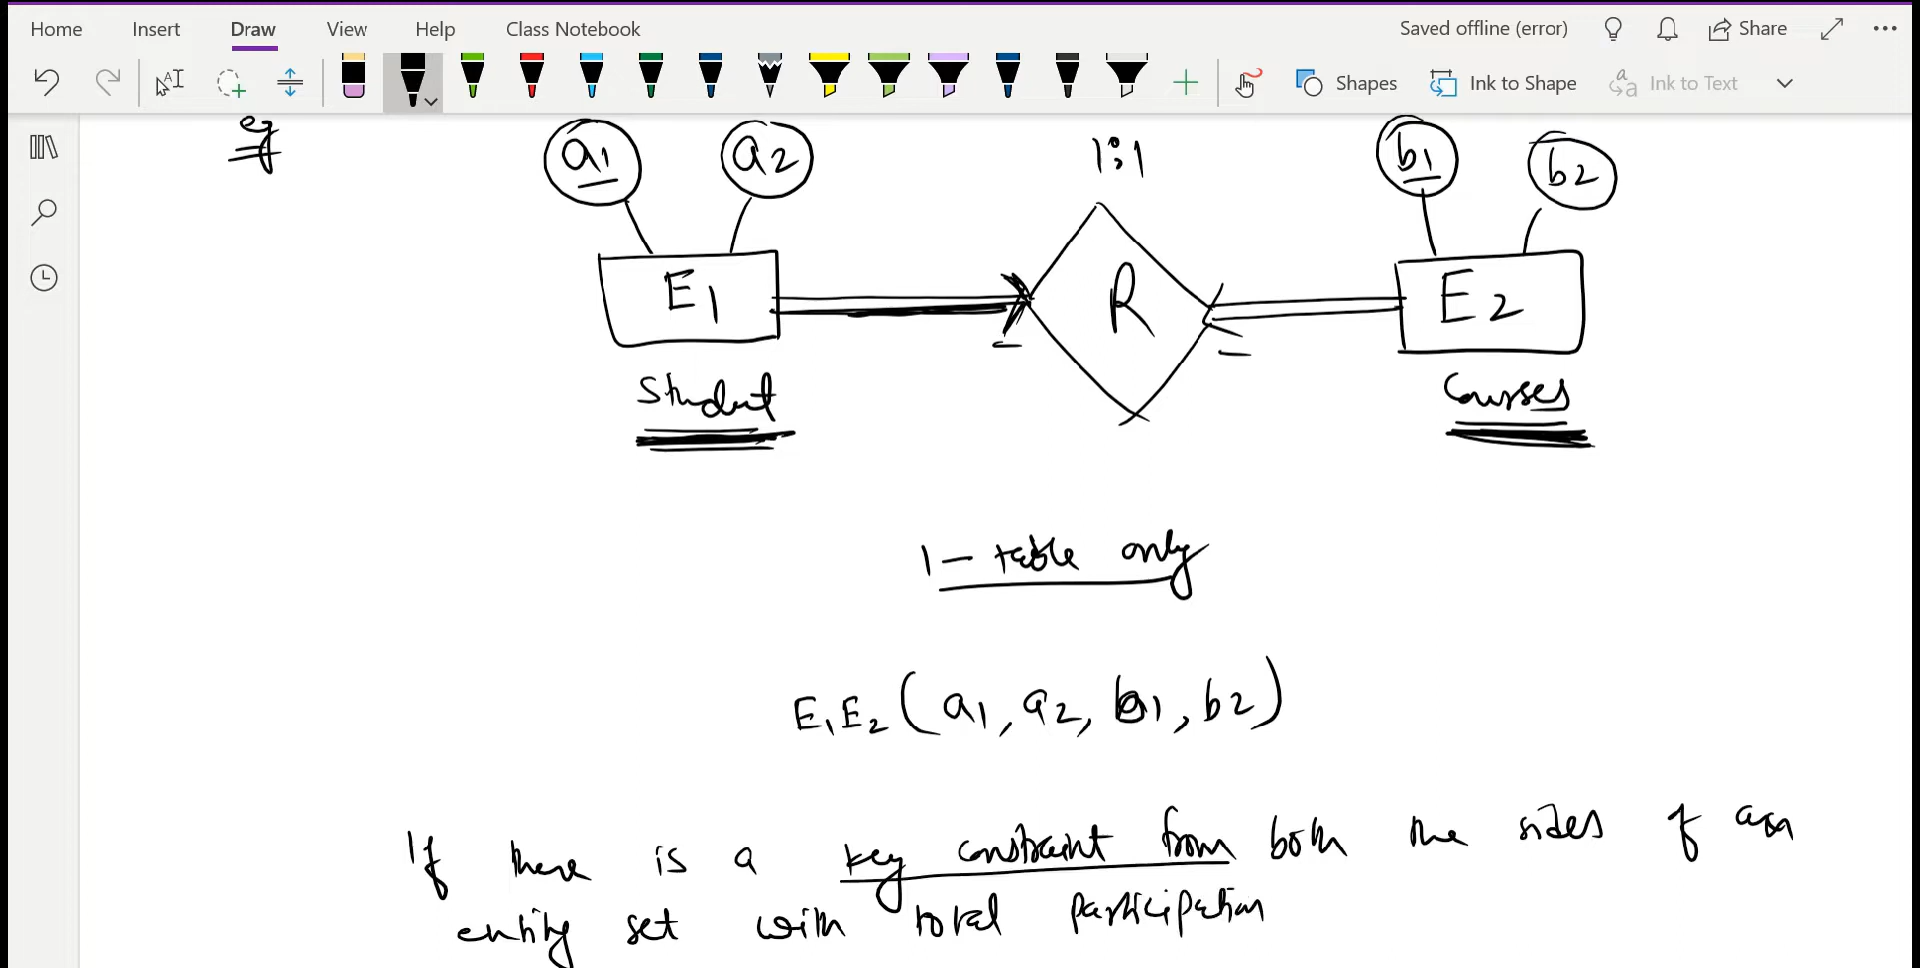 Home Insert Draw View Help Class Notebook Saved offline (error) Share
Shapes Ink to Shape Ink to Text
eg
a1 a2 1:1 b1 b2
E1 R E2
Student Courses
1 - table only
E1E2 (a1, a2, b1, b2)
If there is a key constraint from both the sides of an
entity set with total participation